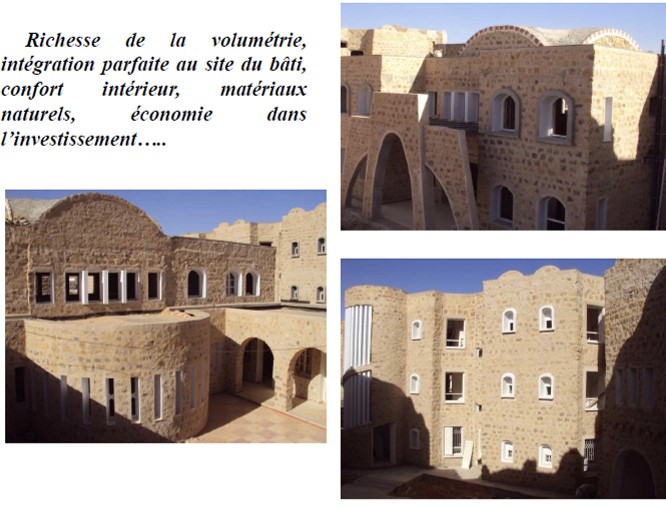 Richesse de la volumétrie,
intégration parfaite au site du bâti,
confort intérieur, matériaux
naturels, économie dans
l'investissement…..